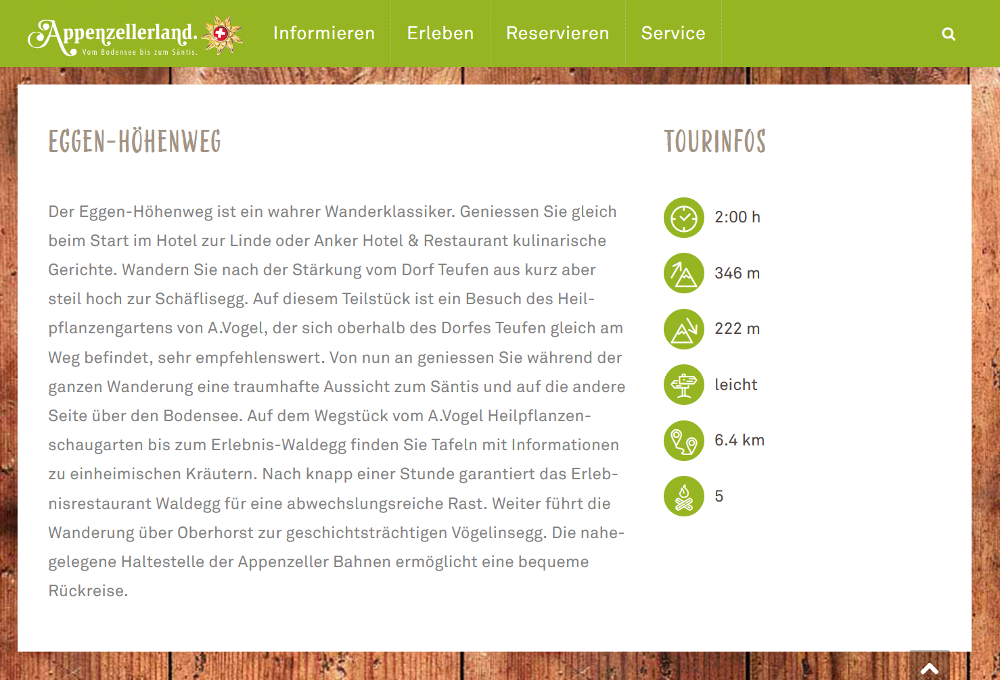 Appenzellerland.
Vom Bodensee bis zum Säntis.
Informieren
Erleben
Reservieren
Service
EGGEN-HÖHENWEG
Der Eggen-Höhenweg ist ein wahrer Wanderklassiker. Geniessen Sie gleich
beim Start im Hotel zur Linde oder Anker Hotel & Restaurant kulinarische
Gerichte. Wandern Sie nach der Stärkung vom Dorf Teufen aus kurz aber
steil hoch zur Schäflisegg. Auf diesem Teilstück ist ein Besuch des Heil-
pflanzengartens von A.Vogel, der sich oberhalb des Dorfes Teufen gleich am
Weg befindet, sehr empfehlenswert. Von nun an geniessen Sie während der
ganzen Wanderung eine traumhafte Aussicht zum Säntis und auf die andere
Seite über den Bodensee. Auf dem Wegstück vom A.Vogel Heilpflanzen-
schaugarten bis zum Erlebnis-Waldegg finden Sie Tafeln mit Informationen
zu einheimischen Kräutern. Nach knapp einer Stunde garantiert das Erleb-
nisrestaurant Waldegg für eine abwechslungsreiche Rast. Weiter führt die
Wanderung über Oberhorst zur geschichtsträchtigen Vögelinsegg. Die nahe-
gelegene Haltestelle der Appenzeller Bahnen ermöglicht eine bequeme
Rückreise.
TOURINFOS
2:00 h
346 m
222 m
leicht
6.4 km
5